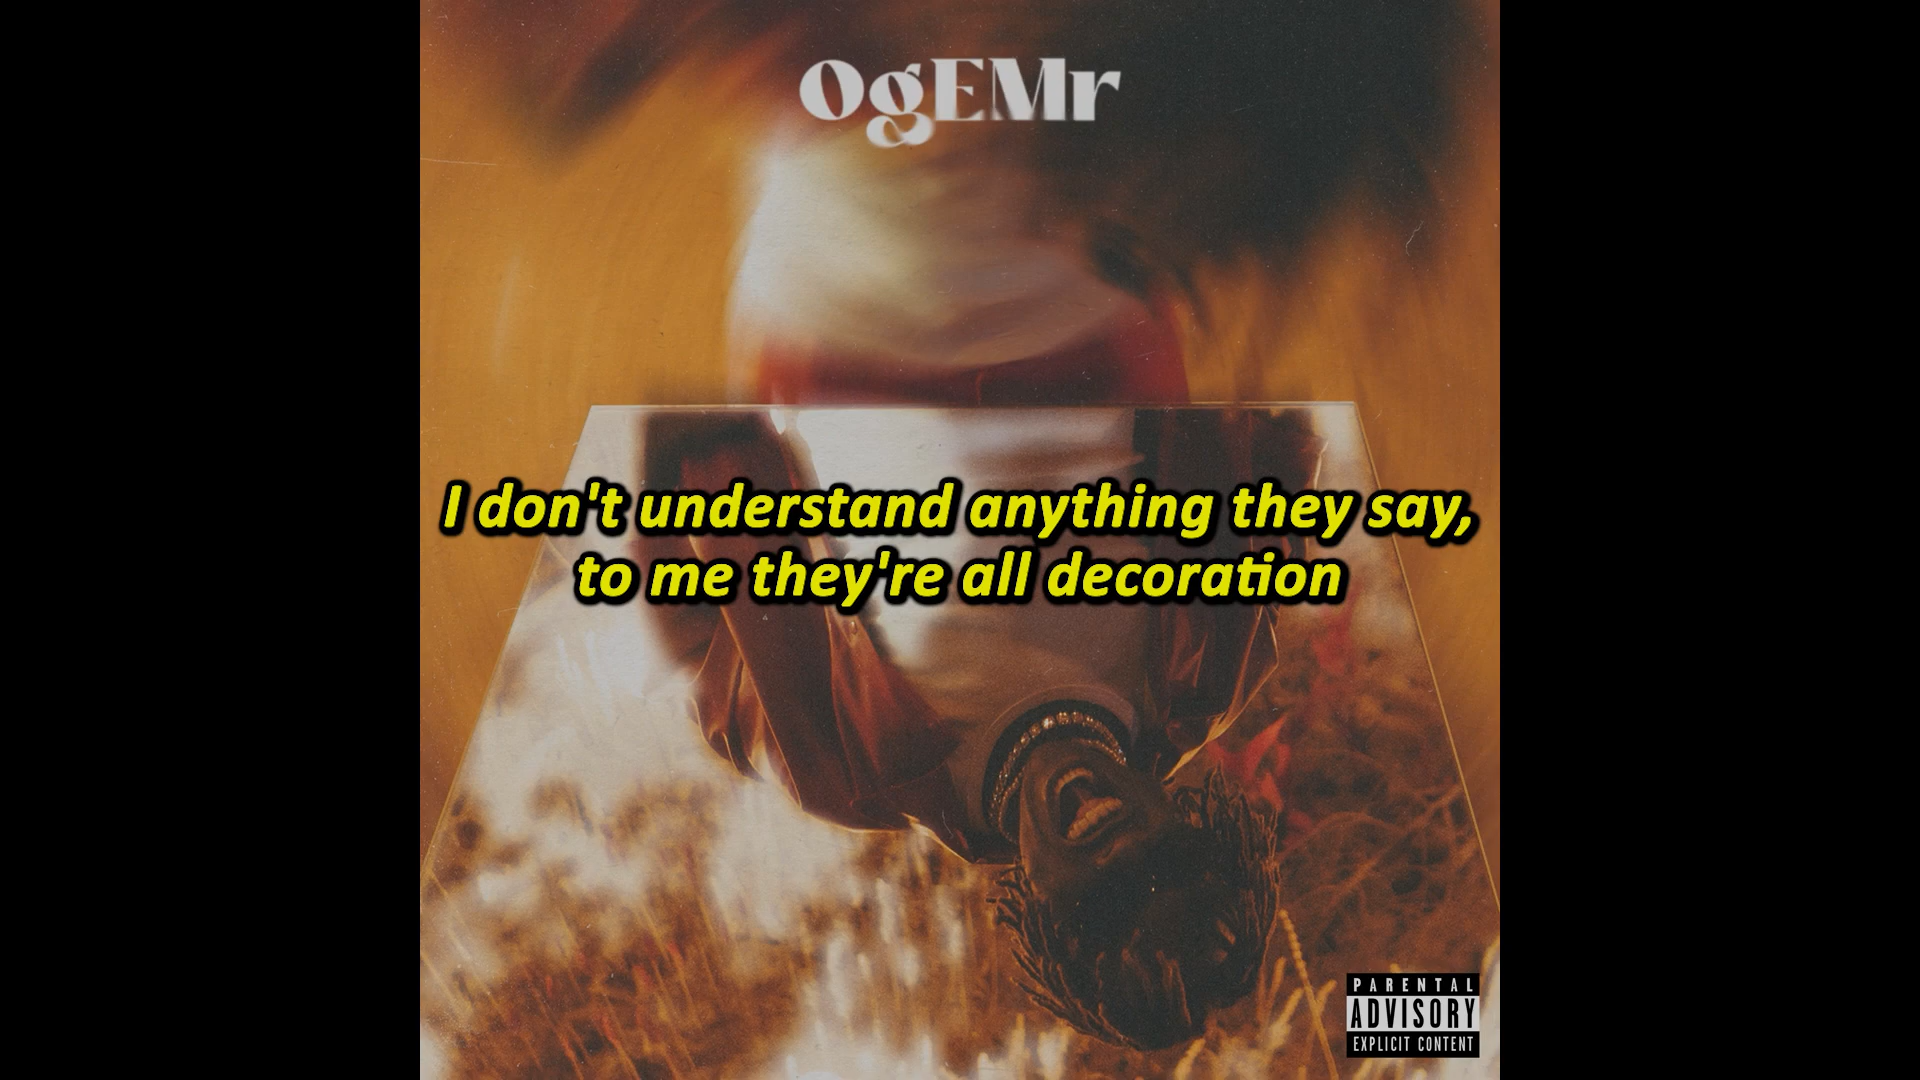 OgEMr
I don't understand anything they say,
to me they're all decoration
PARENTAL
ADVISORY
EXPLICIT CONTENT